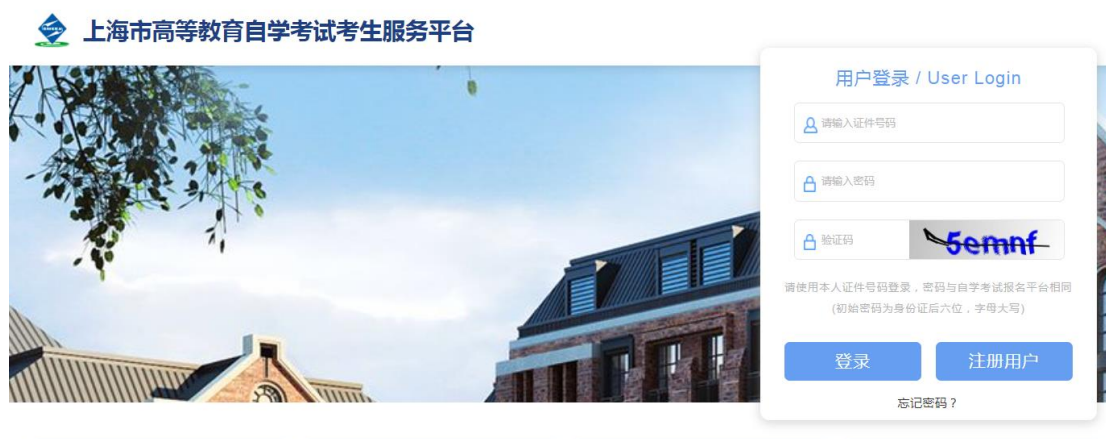 上海市高等教育自学考试考生服务平台
用户登录 / User Login
请输入证件号码
请输入密码
验证码
5emnf
请使用本人证件号码登录，密码与自学考试报名平台相同
(初始密码为身份证后六位，字母大写)
登录
注册用户
忘记密码？